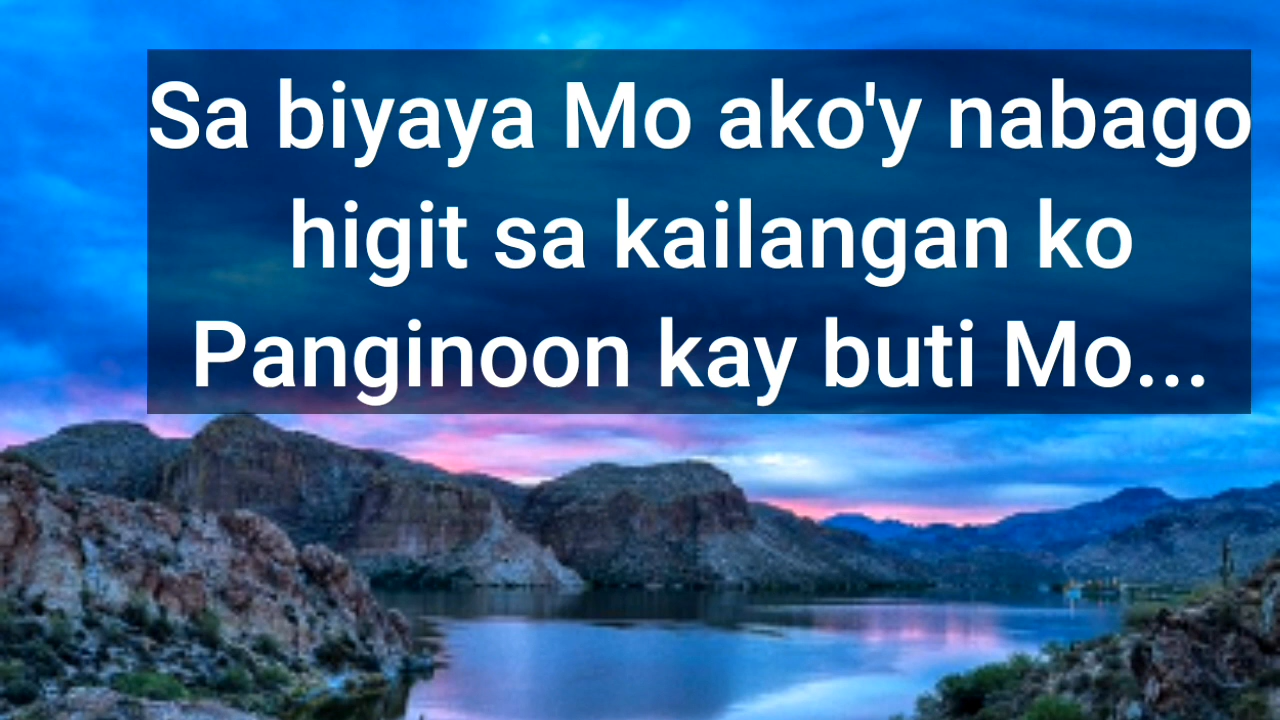 Sa biyaya Mo ako'y nabago
higit sa kailangan ko
Panginoon kay buti Mo...